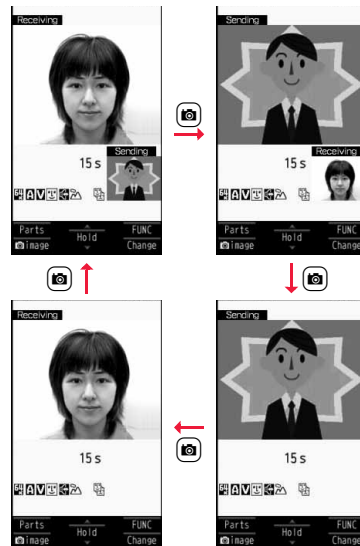 Receiving
Sending
15 s
Parts
Hold
FUNC
image
Change
Sending
Receiving
15 s
Parts
Hold
FUNC
image
Change
Receiving
15 s
Parts
Hold
FUNC
image
Change
Sending
15 s
Parts
Hold
FUNC
image
Change